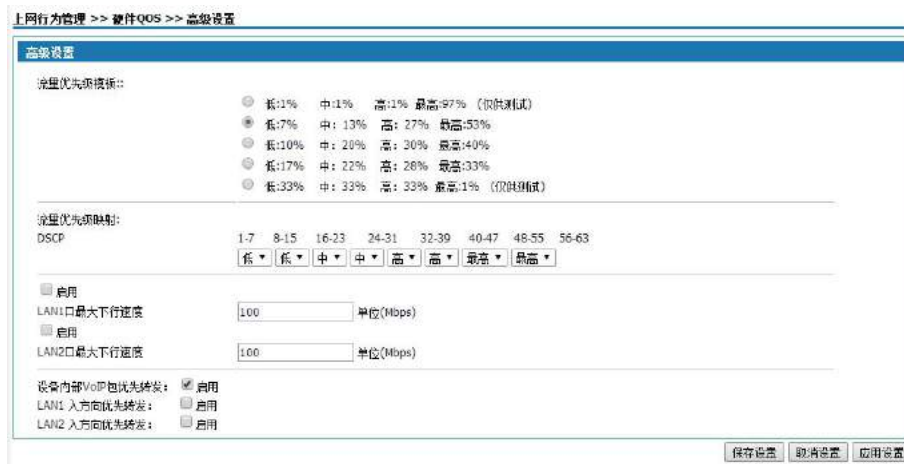 上网行为管理 >> 硬件QOS >> 高级设置
高级设置
流量优先级模板::
低:1% 中:1% 高:1% 最高:97% (仅供测试)
低:7% 中: 13% 高: 27% 最高:53%
低:10% 中: 20% 高: 30% 最高:40%
低:17% 中: 22% 高: 28% 最高:33%
低:33% 中: 33% 高: 33% 最高:1% (仅供测试)
流量优先级映射:
DSCP 1-7 8-15 16-23 24-31 32-39 40-47 48-55 56-63
低 低 中 中 高 高 最高 最高
启用
LAN1口最大下行速度 100 单位(Mbps)
启用
LAN2口最大下行速度 100 单位(Mbps)
设备内部VoIP包优先转发: 启用
LAN1 入方向优先转发: 启用
LAN2 入方向优先转发: 启用
保存设置 取消设置 应用设置